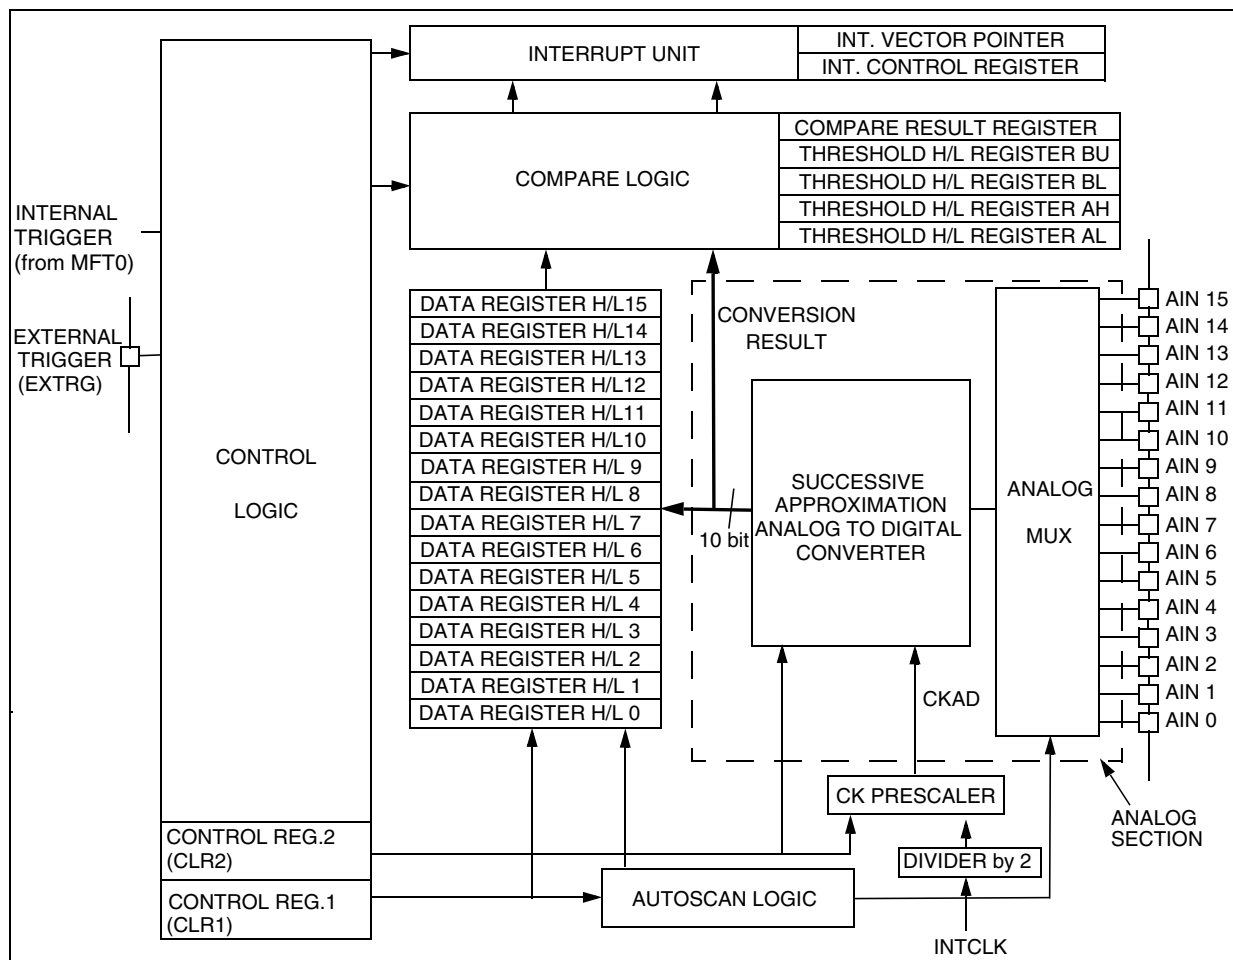 INTERRUPT UNIT
INT. VECTOR POINTER
INT. CONTROL REGISTER
COMPARE LOGIC
COMPARE RESULT REGISTER
THRESHOLD H/L REGISTER BU
THRESHOLD H/L REGISTER BL
THRESHOLD H/L REGISTER AH
THRESHOLD H/L REGISTER AL
INTERNAL
TRIGGER
(from MFT0)
EXTERNAL
TRIGGER
(EXTRG)
CONTROL
LOGIC
DATA REGISTER H/L15
DATA REGISTER H/L14
DATA REGISTER H/L13
DATA REGISTER H/L12
DATA REGISTER H/L11
DATA REGISTER H/L10
DATA REGISTER H/L 9
DATA REGISTER H/L 8
DATA REGISTER H/L 7
DATA REGISTER H/L 6
DATA REGISTER H/L 5
DATA REGISTER H/L 4
DATA REGISTER H/L 3
DATA REGISTER H/L 2
DATA REGISTER H/L 1
DATA REGISTER H/L 0
CONVERSION
RESULT
10 bit
SUCCESSIVE
APPROXIMATION
ANALOG TO DIGITAL
CONVERTER
ANALOG
MUX
AIN 15
AIN 14
AIN 13
AIN 12
AIN 11
AIN 10
AIN 9
AIN 8
AIN 7
AIN 6
AIN 5
AIN 4
AIN 3
AIN 2
AIN 1
AIN 0
CKAD
CK PRESCALER
ANALOG
SECTION
CONTROL REG.2
(CLR2)
DIVIDER by 2
CONTROL REG.1
(CLR1)
AUTOSCAN LOGIC
INTCLK